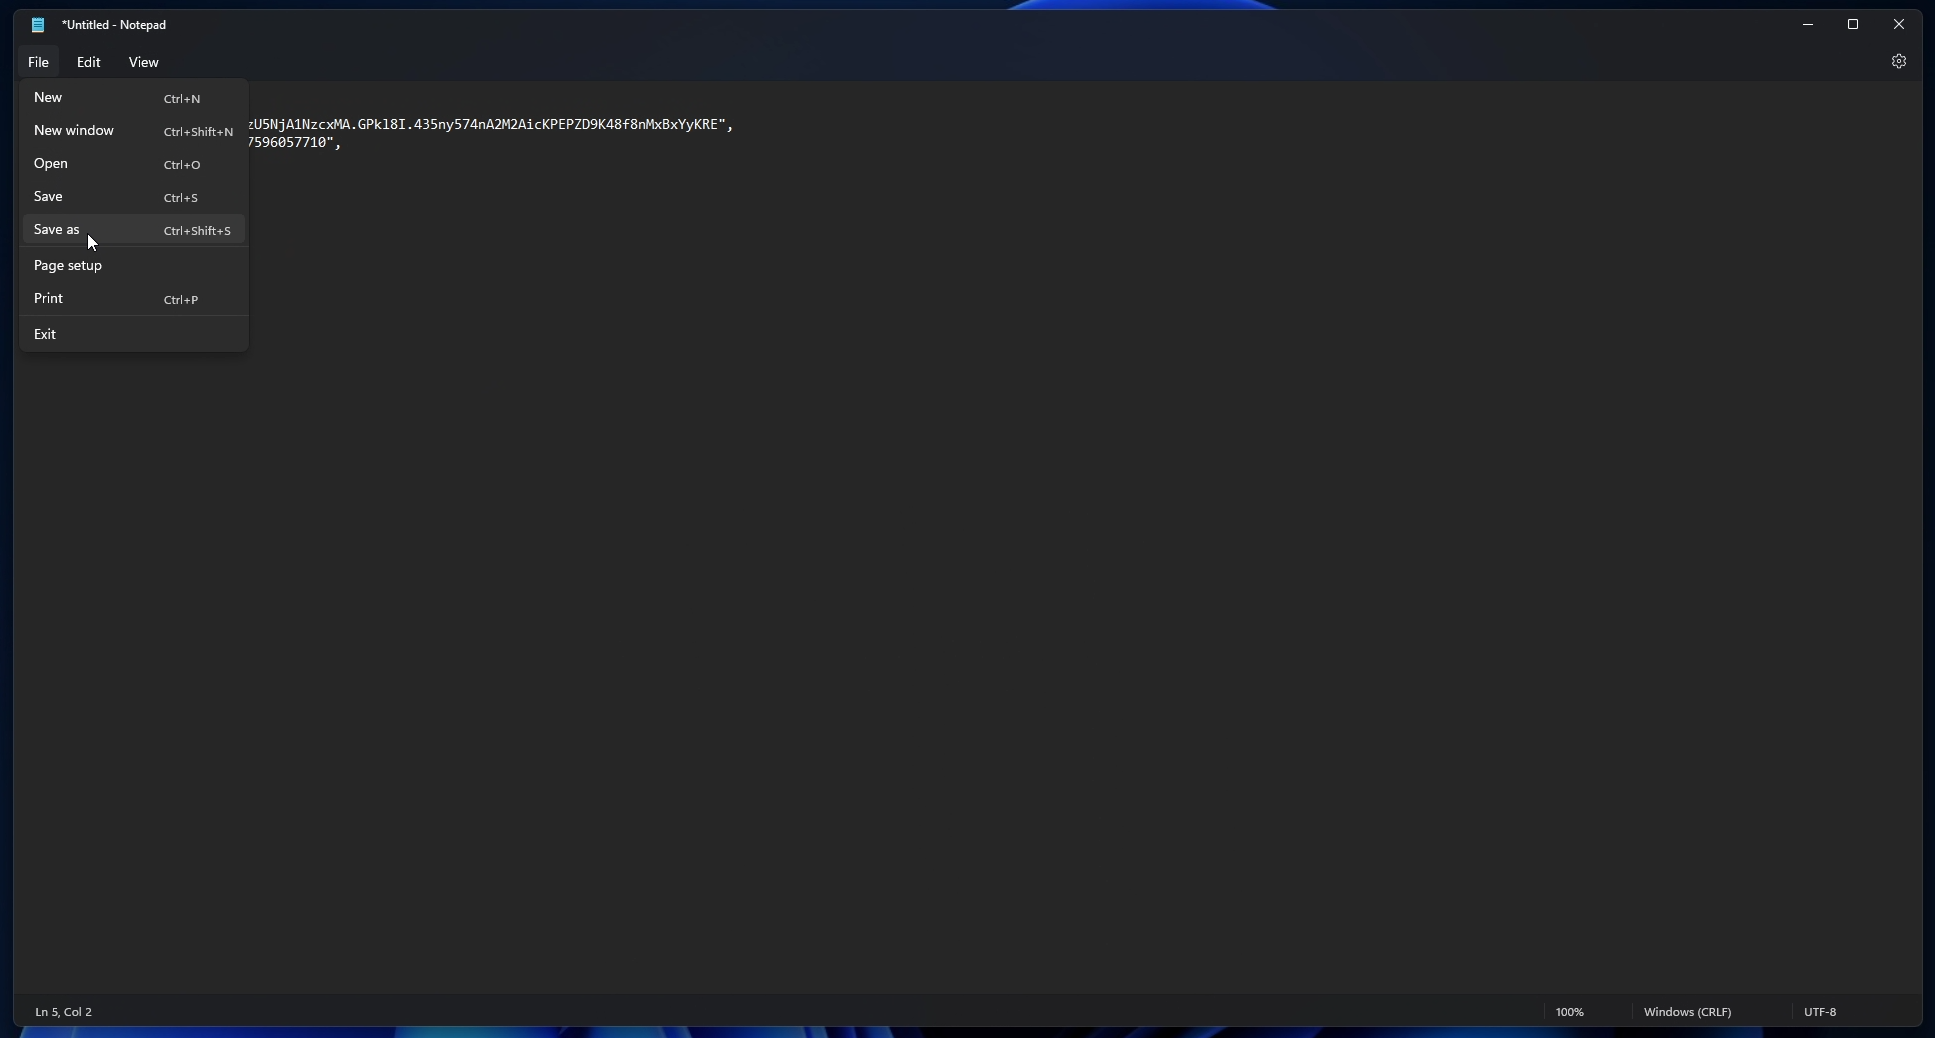 *Untitled - Notepad
File Edit View
New Ctrl+N
New window Ctrl+Shift+N
Open Ctrl+O
Save Ctrl+S
Save as Ctrl+Shift+S
Page setup
Print Ctrl+P
Exit
zU5NjA1NzcxMA.GPkl8I.435ny574nA2M2AicKPEPZD9K48f8nMxBxYyKRE",
7596057710",
Ln 5, Col 2
100%
Windows (CRLF)
UTF-8